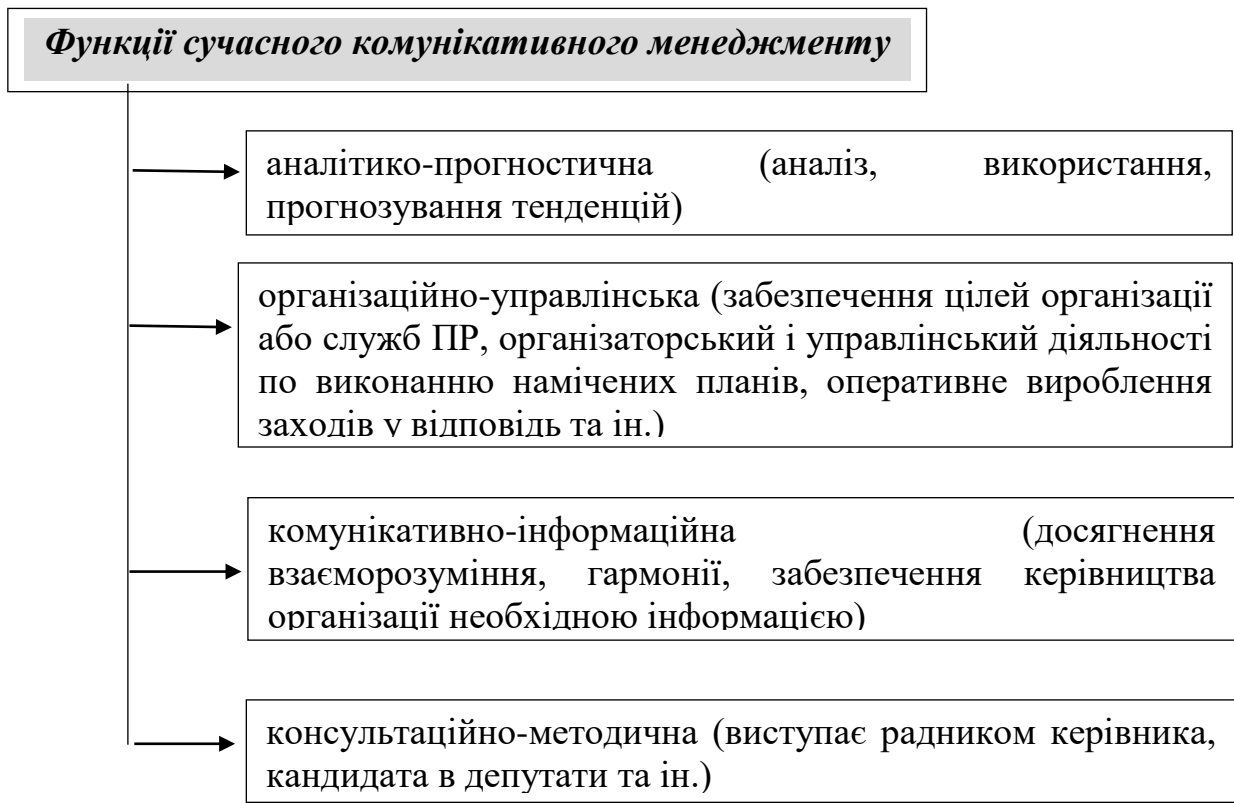 Функції сучасного комунікативного менеджменту
аналітико-прогностична (аналіз, використання,
прогнозування тенденцій)
організаційно-управлінська (забезпечення цілей організації
або служб ПР, організаторський і управлінський діяльності
по виконанню намічених планів, оперативне вироблення
заходів у відповідь та ін.)
комунікативно-інформаційна (досягнення
взаєморозуміння, гармонії, забезпечення керівництва
організації необхідною інформацією)
консультаційно-методична (виступає радником керівника,
кандидата в депутати та ін.)